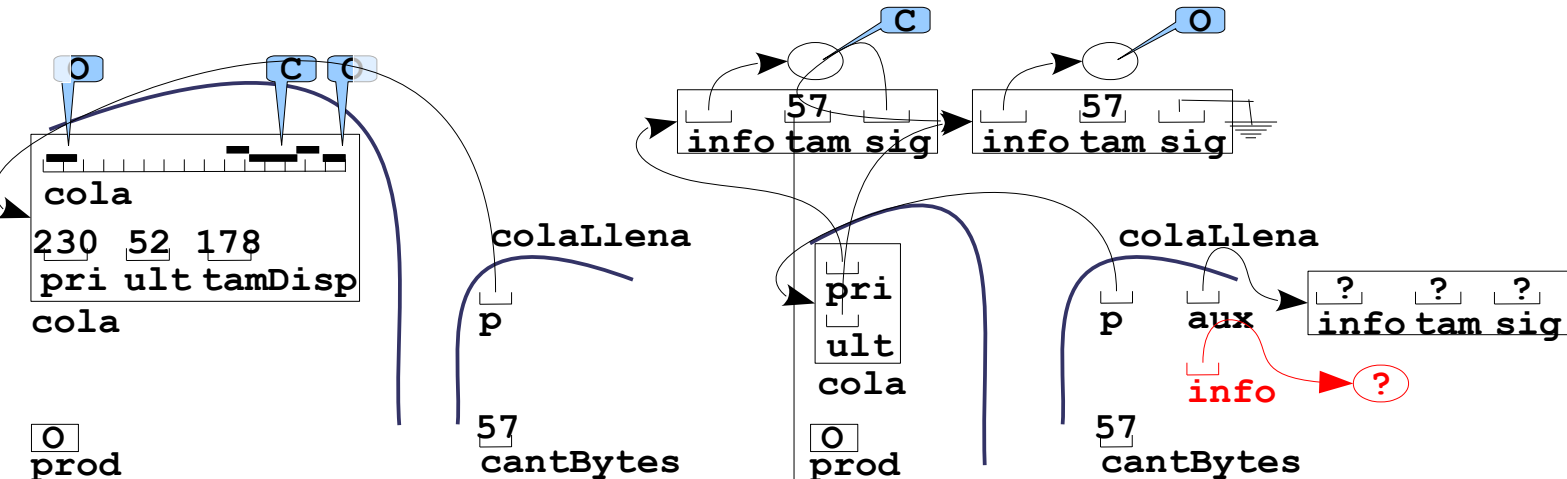 O C O
cola
230 52 178
pri ult tamDisp
cola
colaLlena
p
57
cantBytes
O
prod
C O
57 57
info tam sig info tam sig
pri
ult
cola
colaLlena
p aux
? ? ?
info tam sig
info
?
57
cantBytes
O
prod